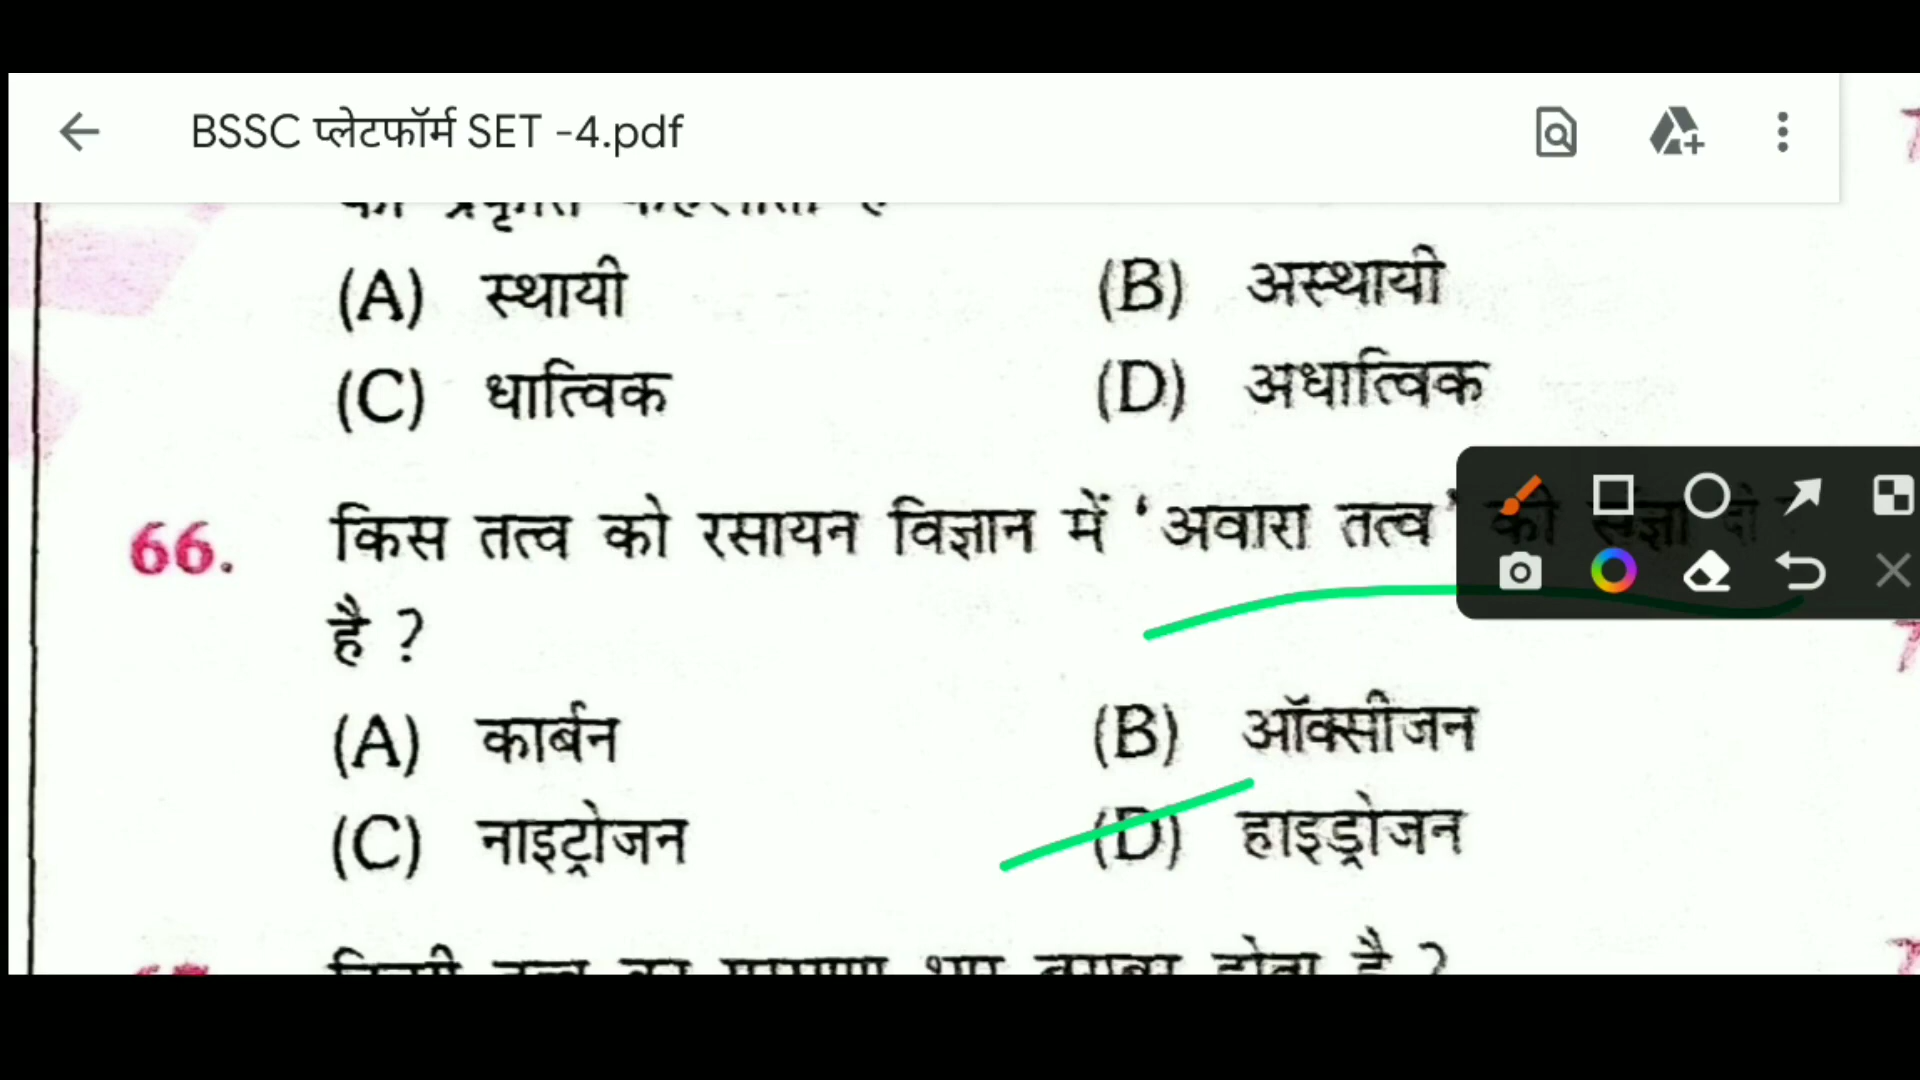 BSSC प्लेटफॉर्म SET -4.pdf
(A) स्थायी (B) अस्थायी
(C) धात्विक (D) अधात्विक
66. किस तत्व को रसायन विज्ञान में ‘अवारा तत्व’ की संज्ञा दी
है ?
(A) कार्बन (B) ऑक्सीजन
(C) नाइट्रोजन (D) हाइड्रोजन